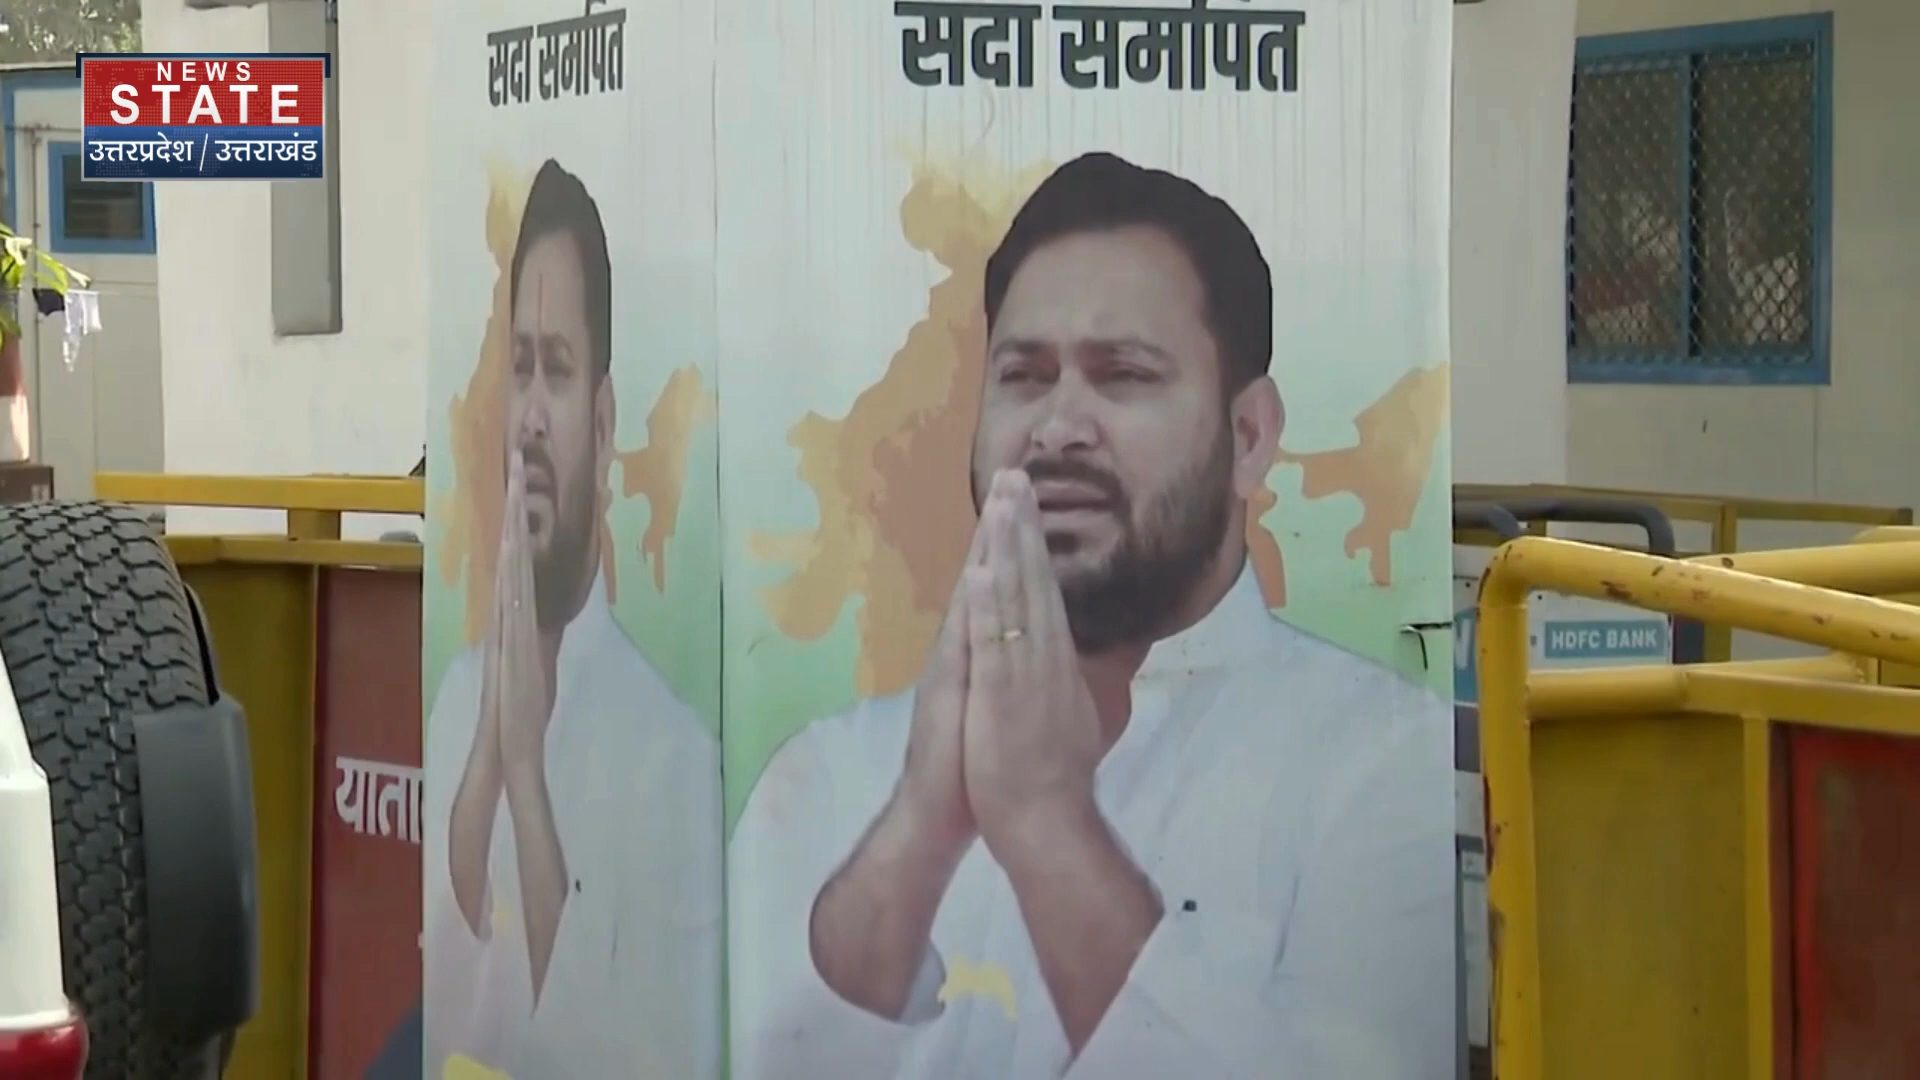 NEWS
STATE
उत्तरप्रदेश / उत्तराखंड
सदा समर्पित
सदा समर्पित
HDFC BANK